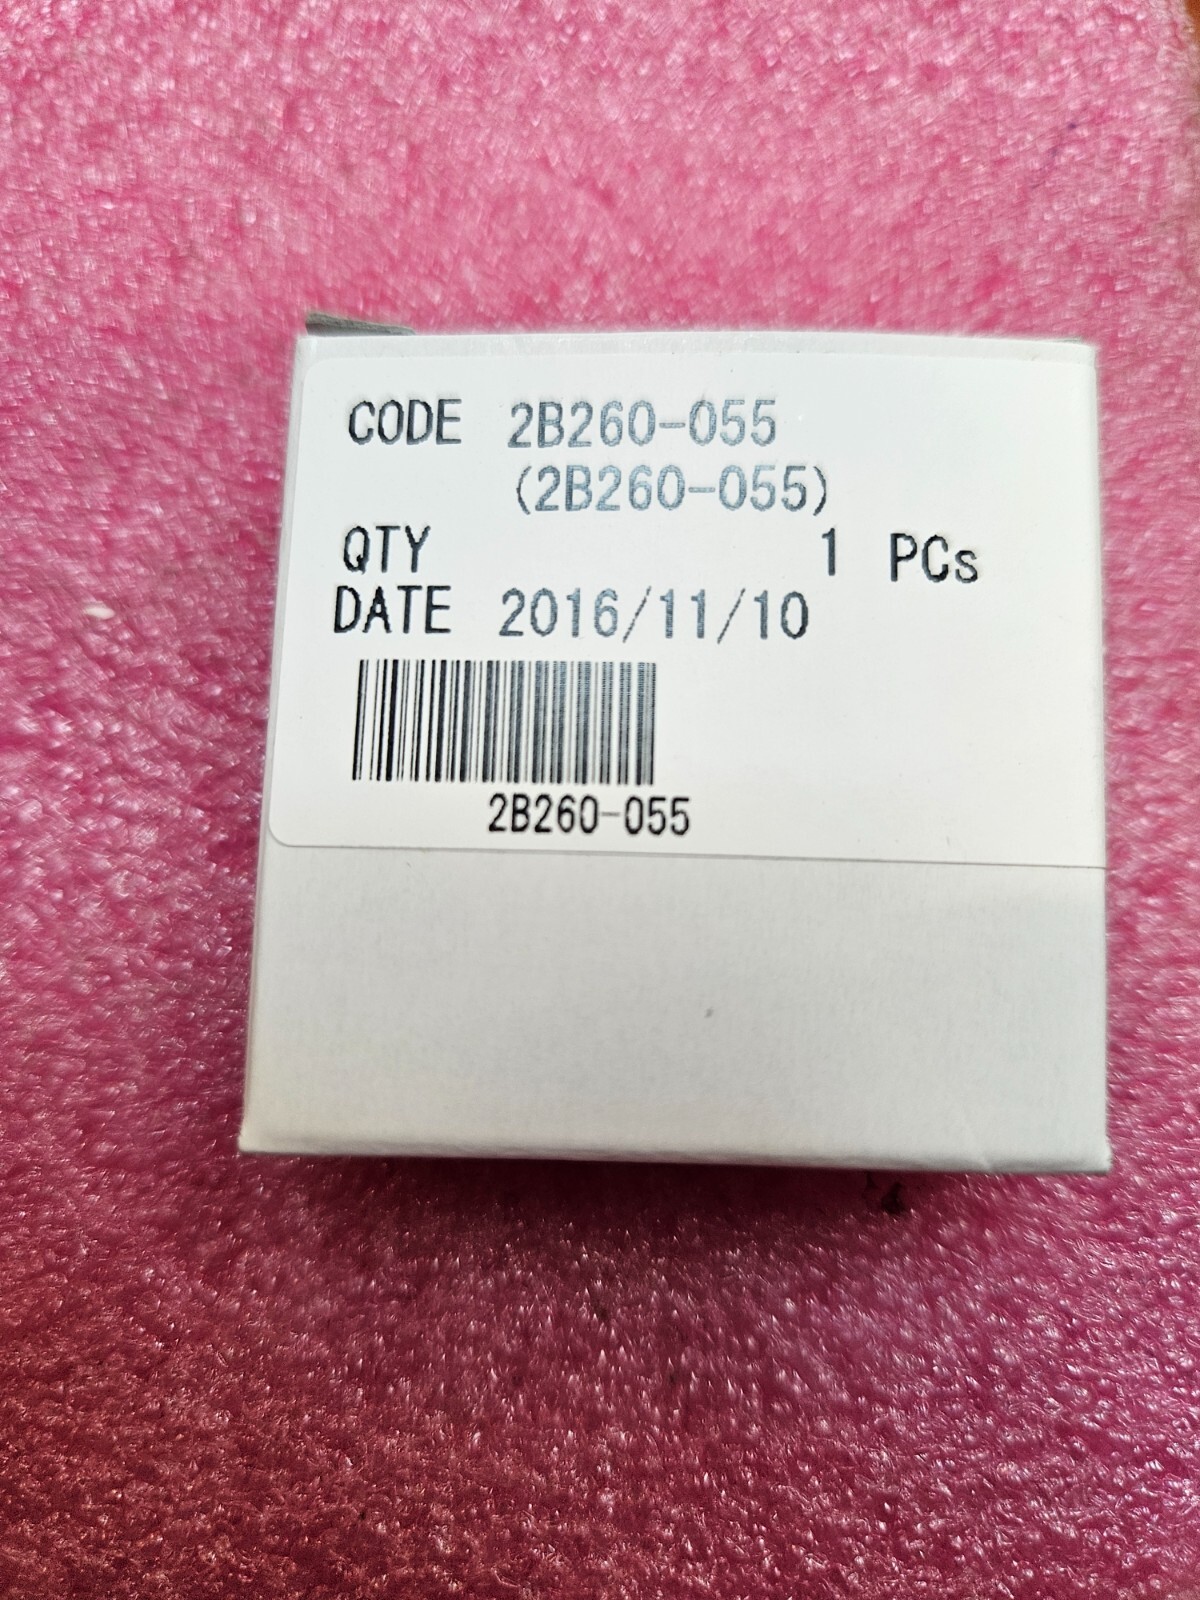 CODE 2B260-055
(2B260-055)
QTY 1 PCs
DATE 2016/11/10
2B260-055